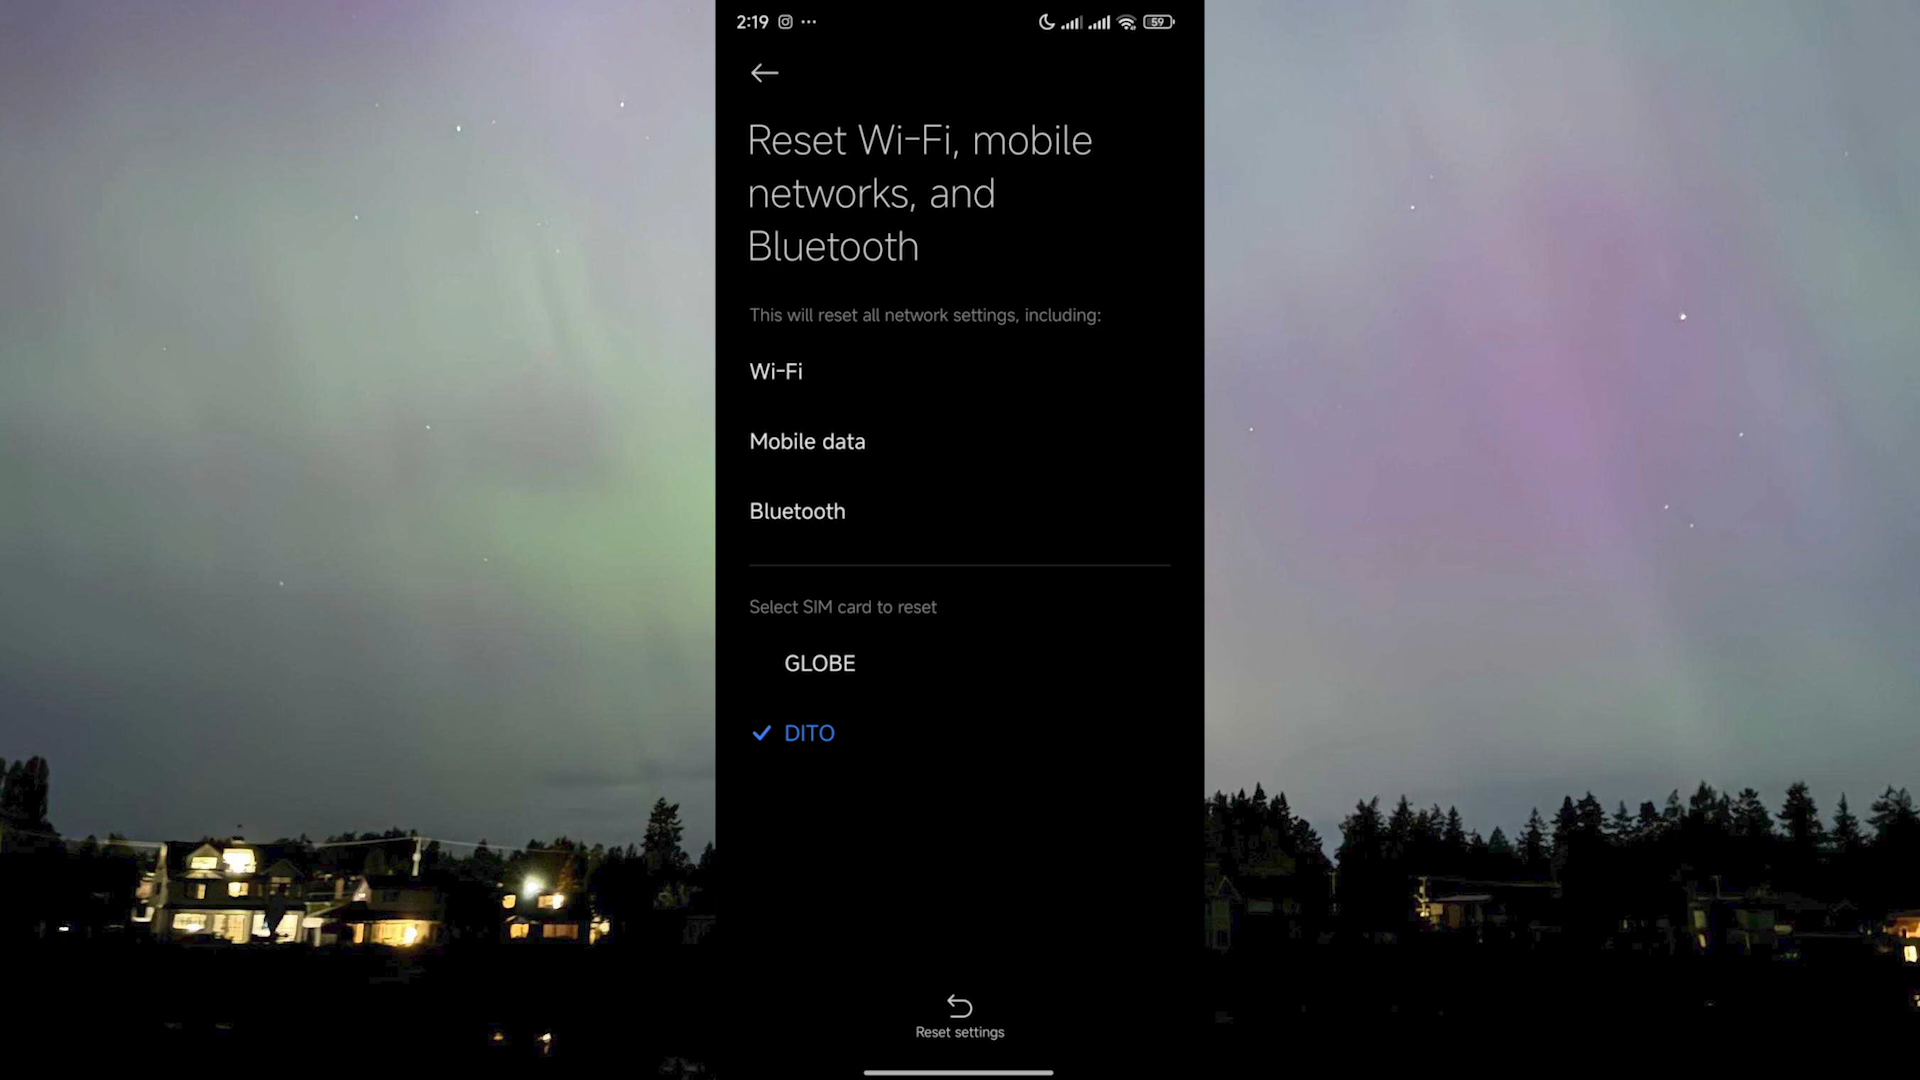 2:19
59
Reset Wi-Fi, mobile
networks, and
Bluetooth
This will reset all network settings, including:
Wi-Fi
Mobile data
Bluetooth
Select SIM card to reset
GLOBE
DITO
Reset settings